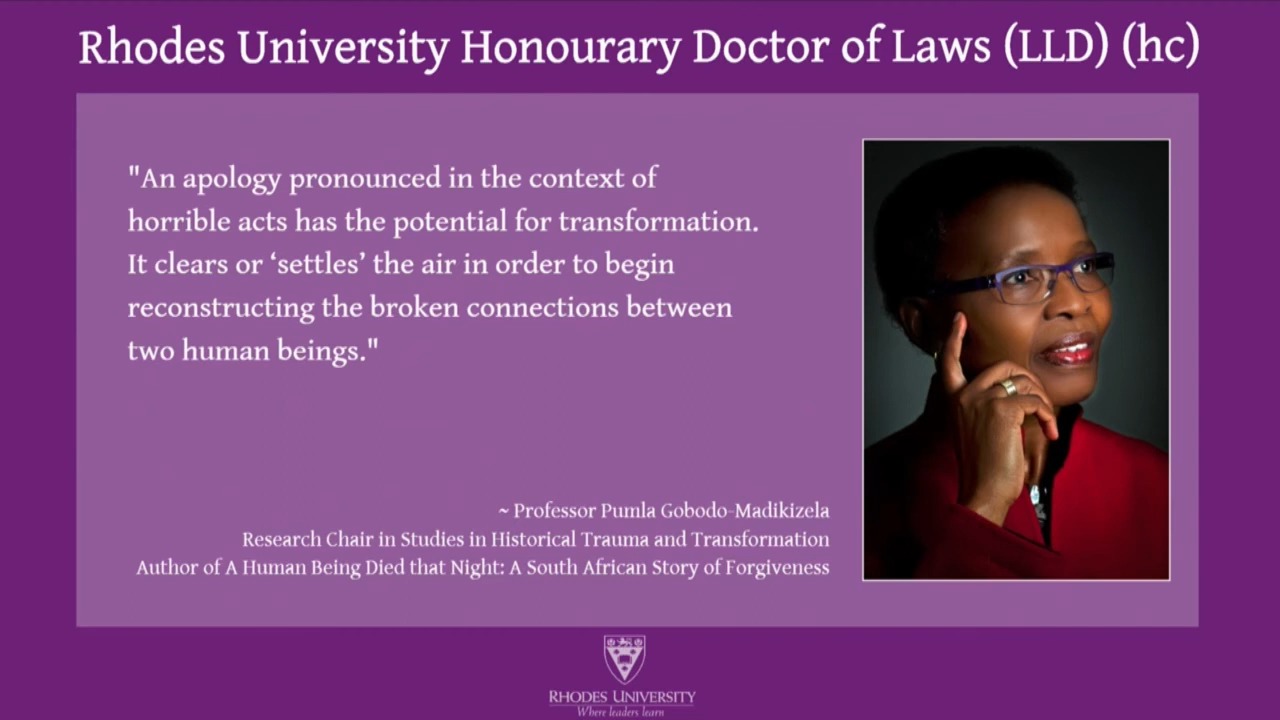 Rhodes University Honourary Doctor of Laws (LLD) (hc)
"An apology pronounced in the context of
horrible acts has the potential for transformation.
It clears or ‘settles’ the air in order to begin
reconstructing the broken connections between
two human beings."
~ Professor Pumla Gobodo-Madikizela
Research Chair in Studies in Historical Trauma and Transformation
Author of A Human Being Died that Night: A South African Story of Forgiveness
RHODES UNIVERSITY
Where leaders learn